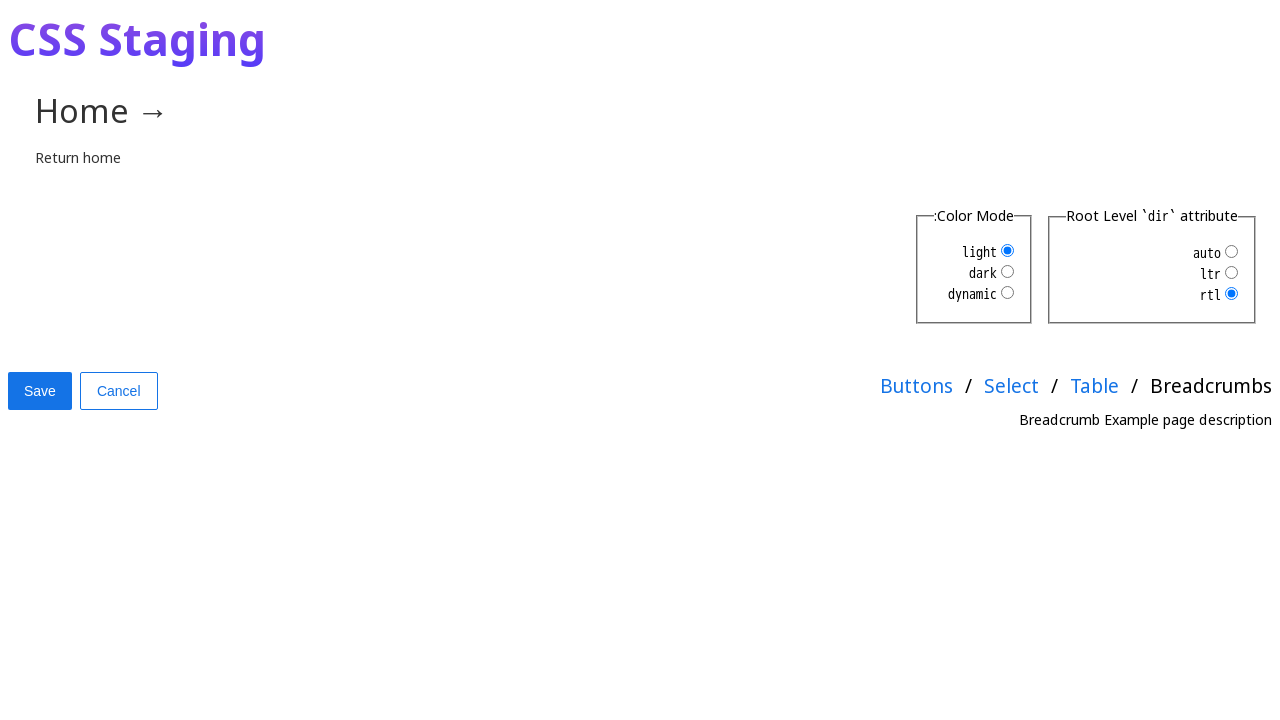 CSS Staging
Home →
Return home
:Color Mode
light
dark
dynamic
Root Level `dir` attribute
auto
ltr
rtl
Save
Cancel
Buttons / Select / Table / Breadcrumbs
Breadcrumb Example page description